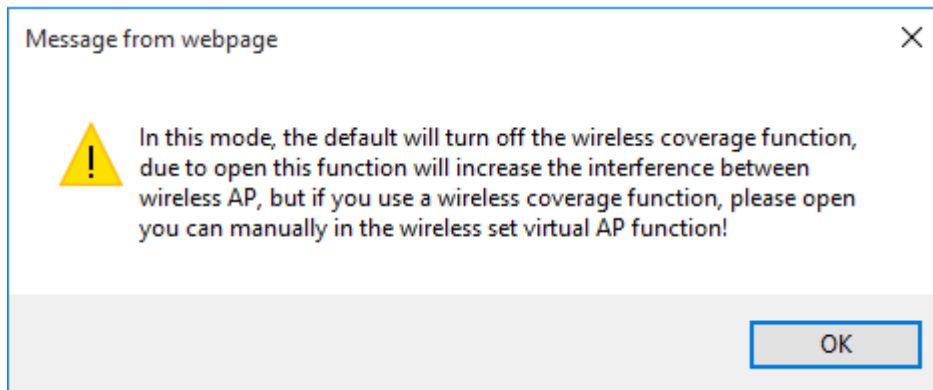 Message from webpage
In this mode, the default will turn off the wireless coverage function,
due to open this function will increase the interference between
wireless AP, but if you use a wireless coverage function, please open
you can manually in the wireless set virtual AP function!
OK